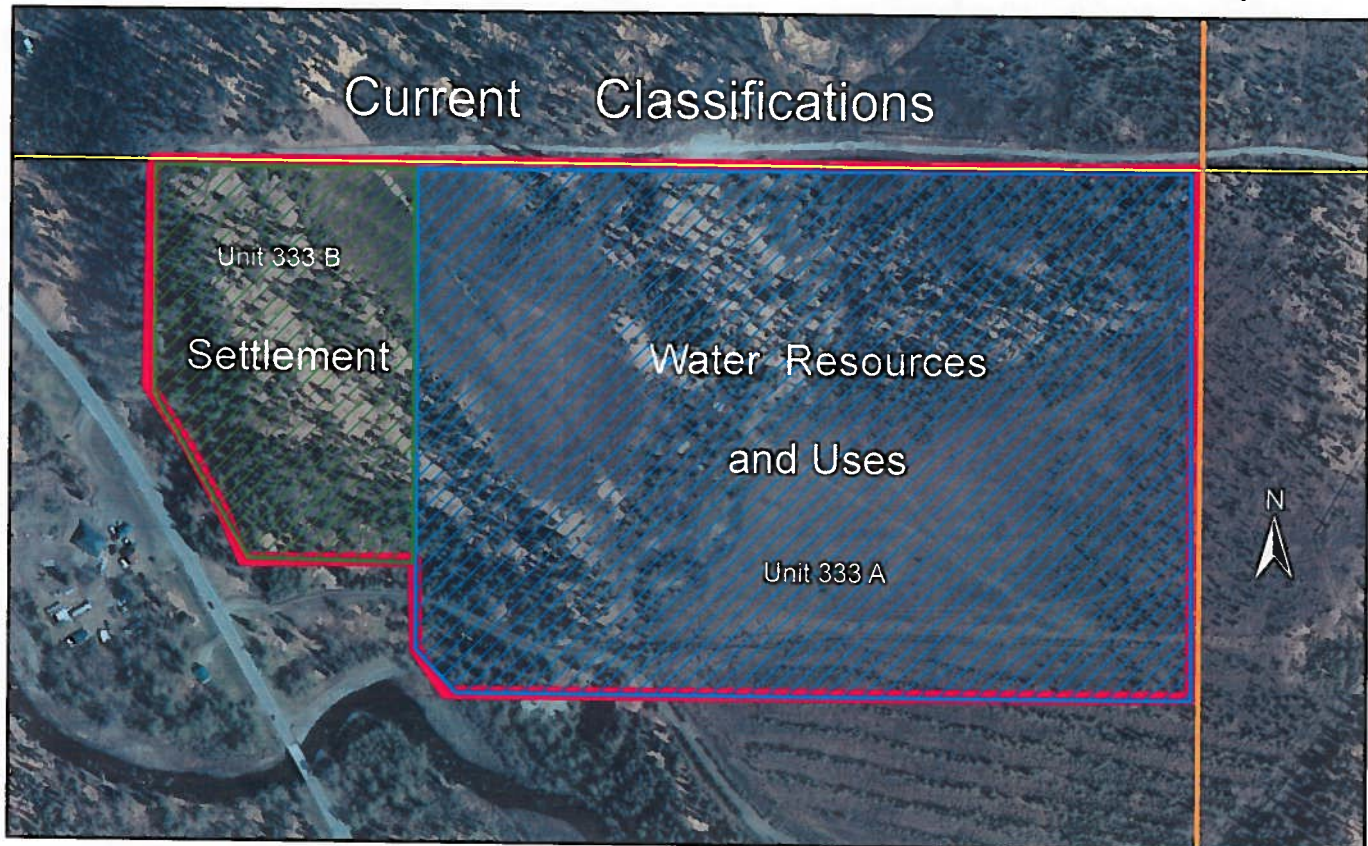 Current Classifications
Unit 333 B
Settlement
Water Resources
and Uses
Unit 333 A
N